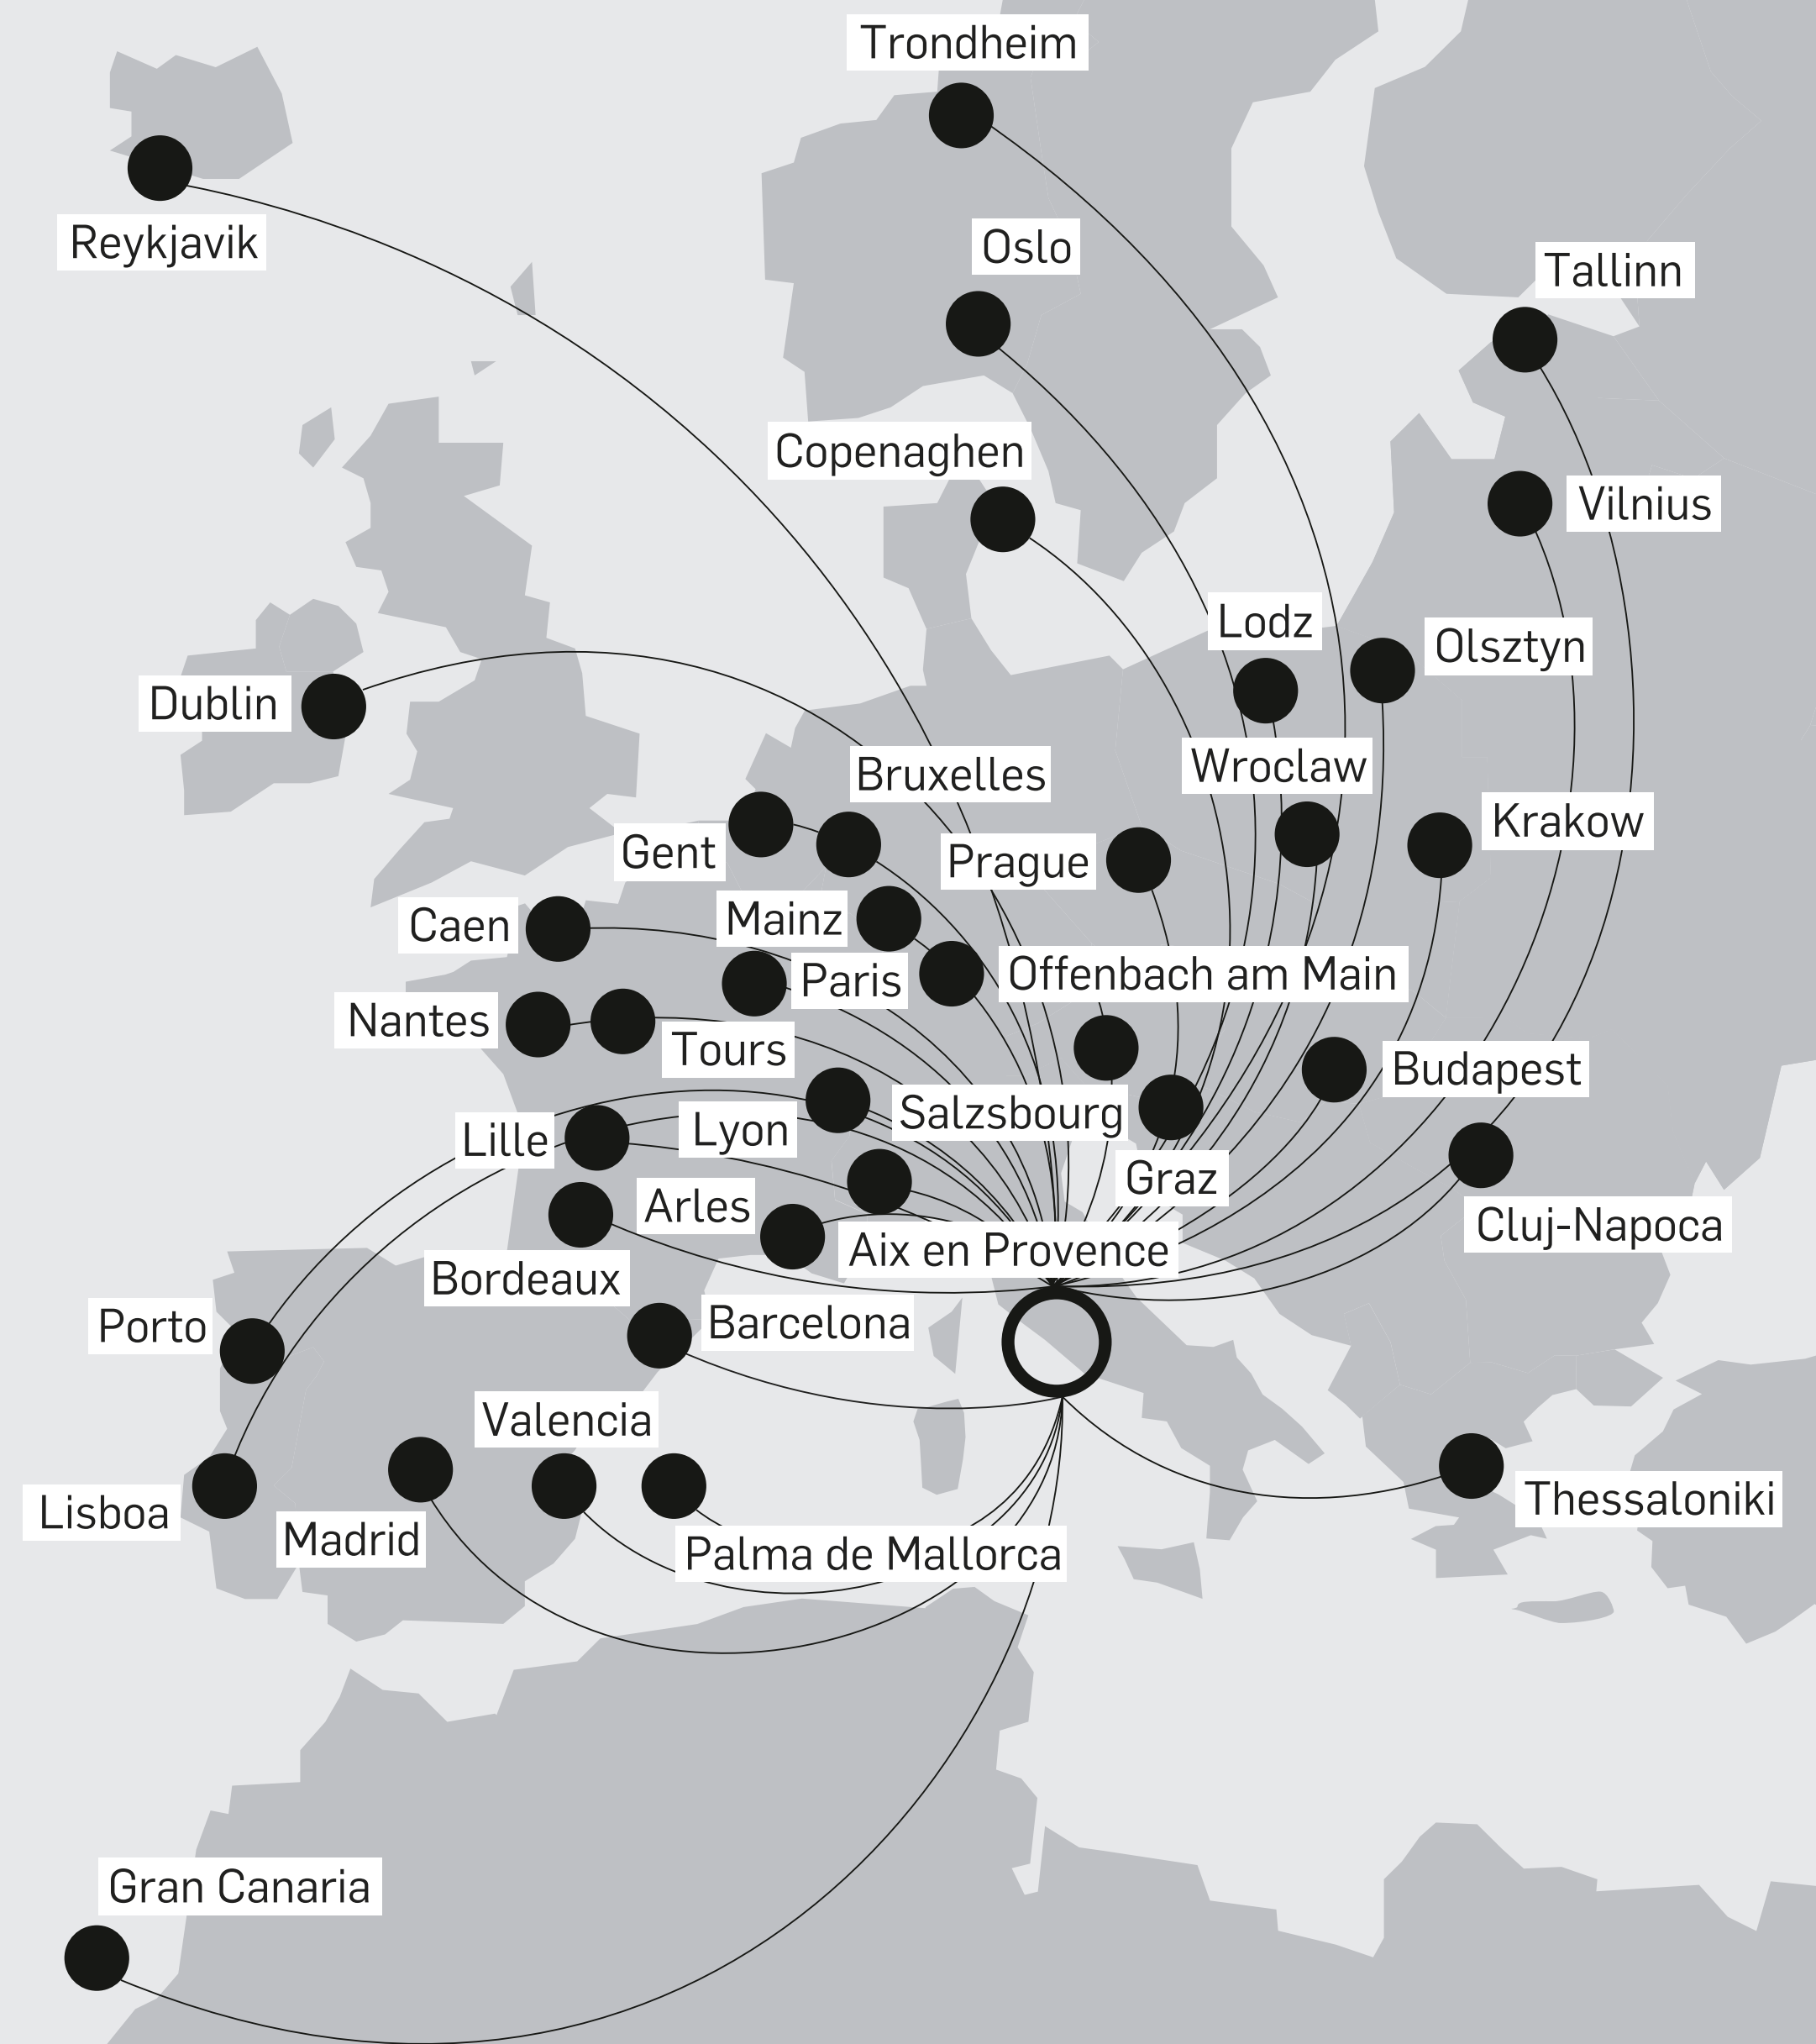 Trondheim
Reykjavik
Oslo
Tallinn
Copenaghen
Vilnius
Lodz
Olsztyn
Dublin
Bruxelles
Wroclaw
Krakow
Gent
Prague
Mainz
Caen
Offenbach am Main
Paris
Nantes
Tours
Budapest
Salzsbourg
Lyon
Lille
Graz
Arles
Cluj-Napoca
Aix en Provence
Bordeaux
Barcelona
Porto
Valencia
Thessaloniki
Lisboa
Madrid
Palma de Mallorca
Gran Canaria